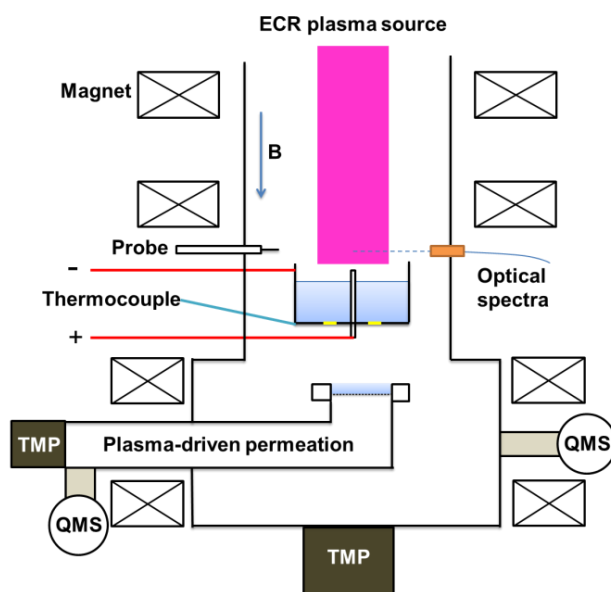 ECR plasma source
Magnet
B
Probe
-
Optical
spectra
Thermocouple
+
TMP
Plasma-driven permeation
QMS
QMS
TMP